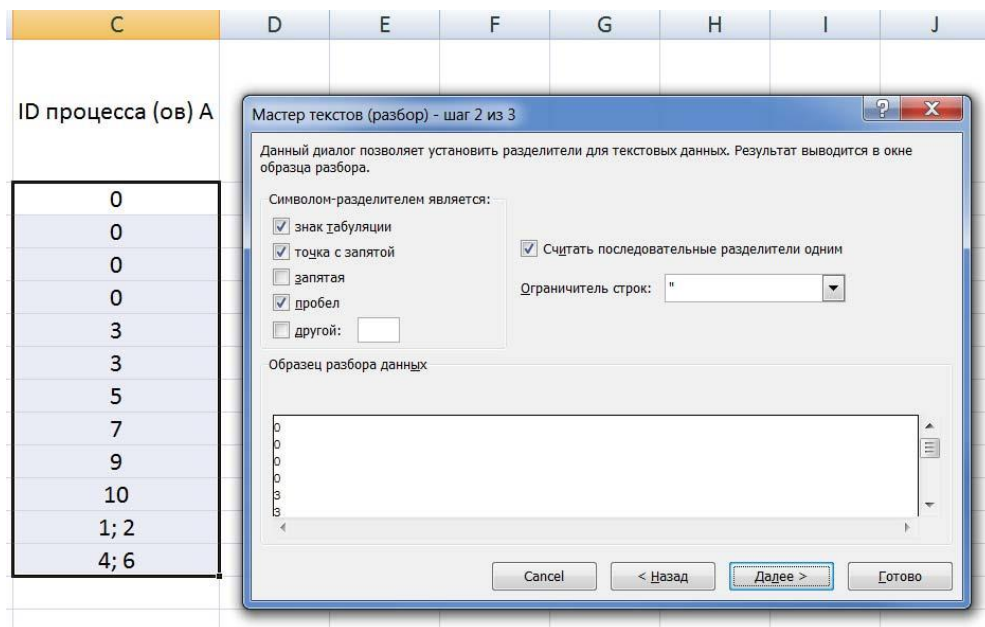 C D E F G H I J
ID процесса (ов) A
0
0
0
0
3
3
5
7
9
10
1; 2
4; 6
Мастер текстов (разбор) - шаг 2 из 3
Данный диалог позволяет установить разделители для текстовых данных. Результат выводится в окне
образца разбора.
Символом-разделителем является:
знак табуляции
точка с запятой
запятая
пробел
другой:
Считать последовательные разделители одним
Ограничитель строк: "
Образец разбора данных
0
0
0
0
3
3
Cancel < Назад Далее > Готово